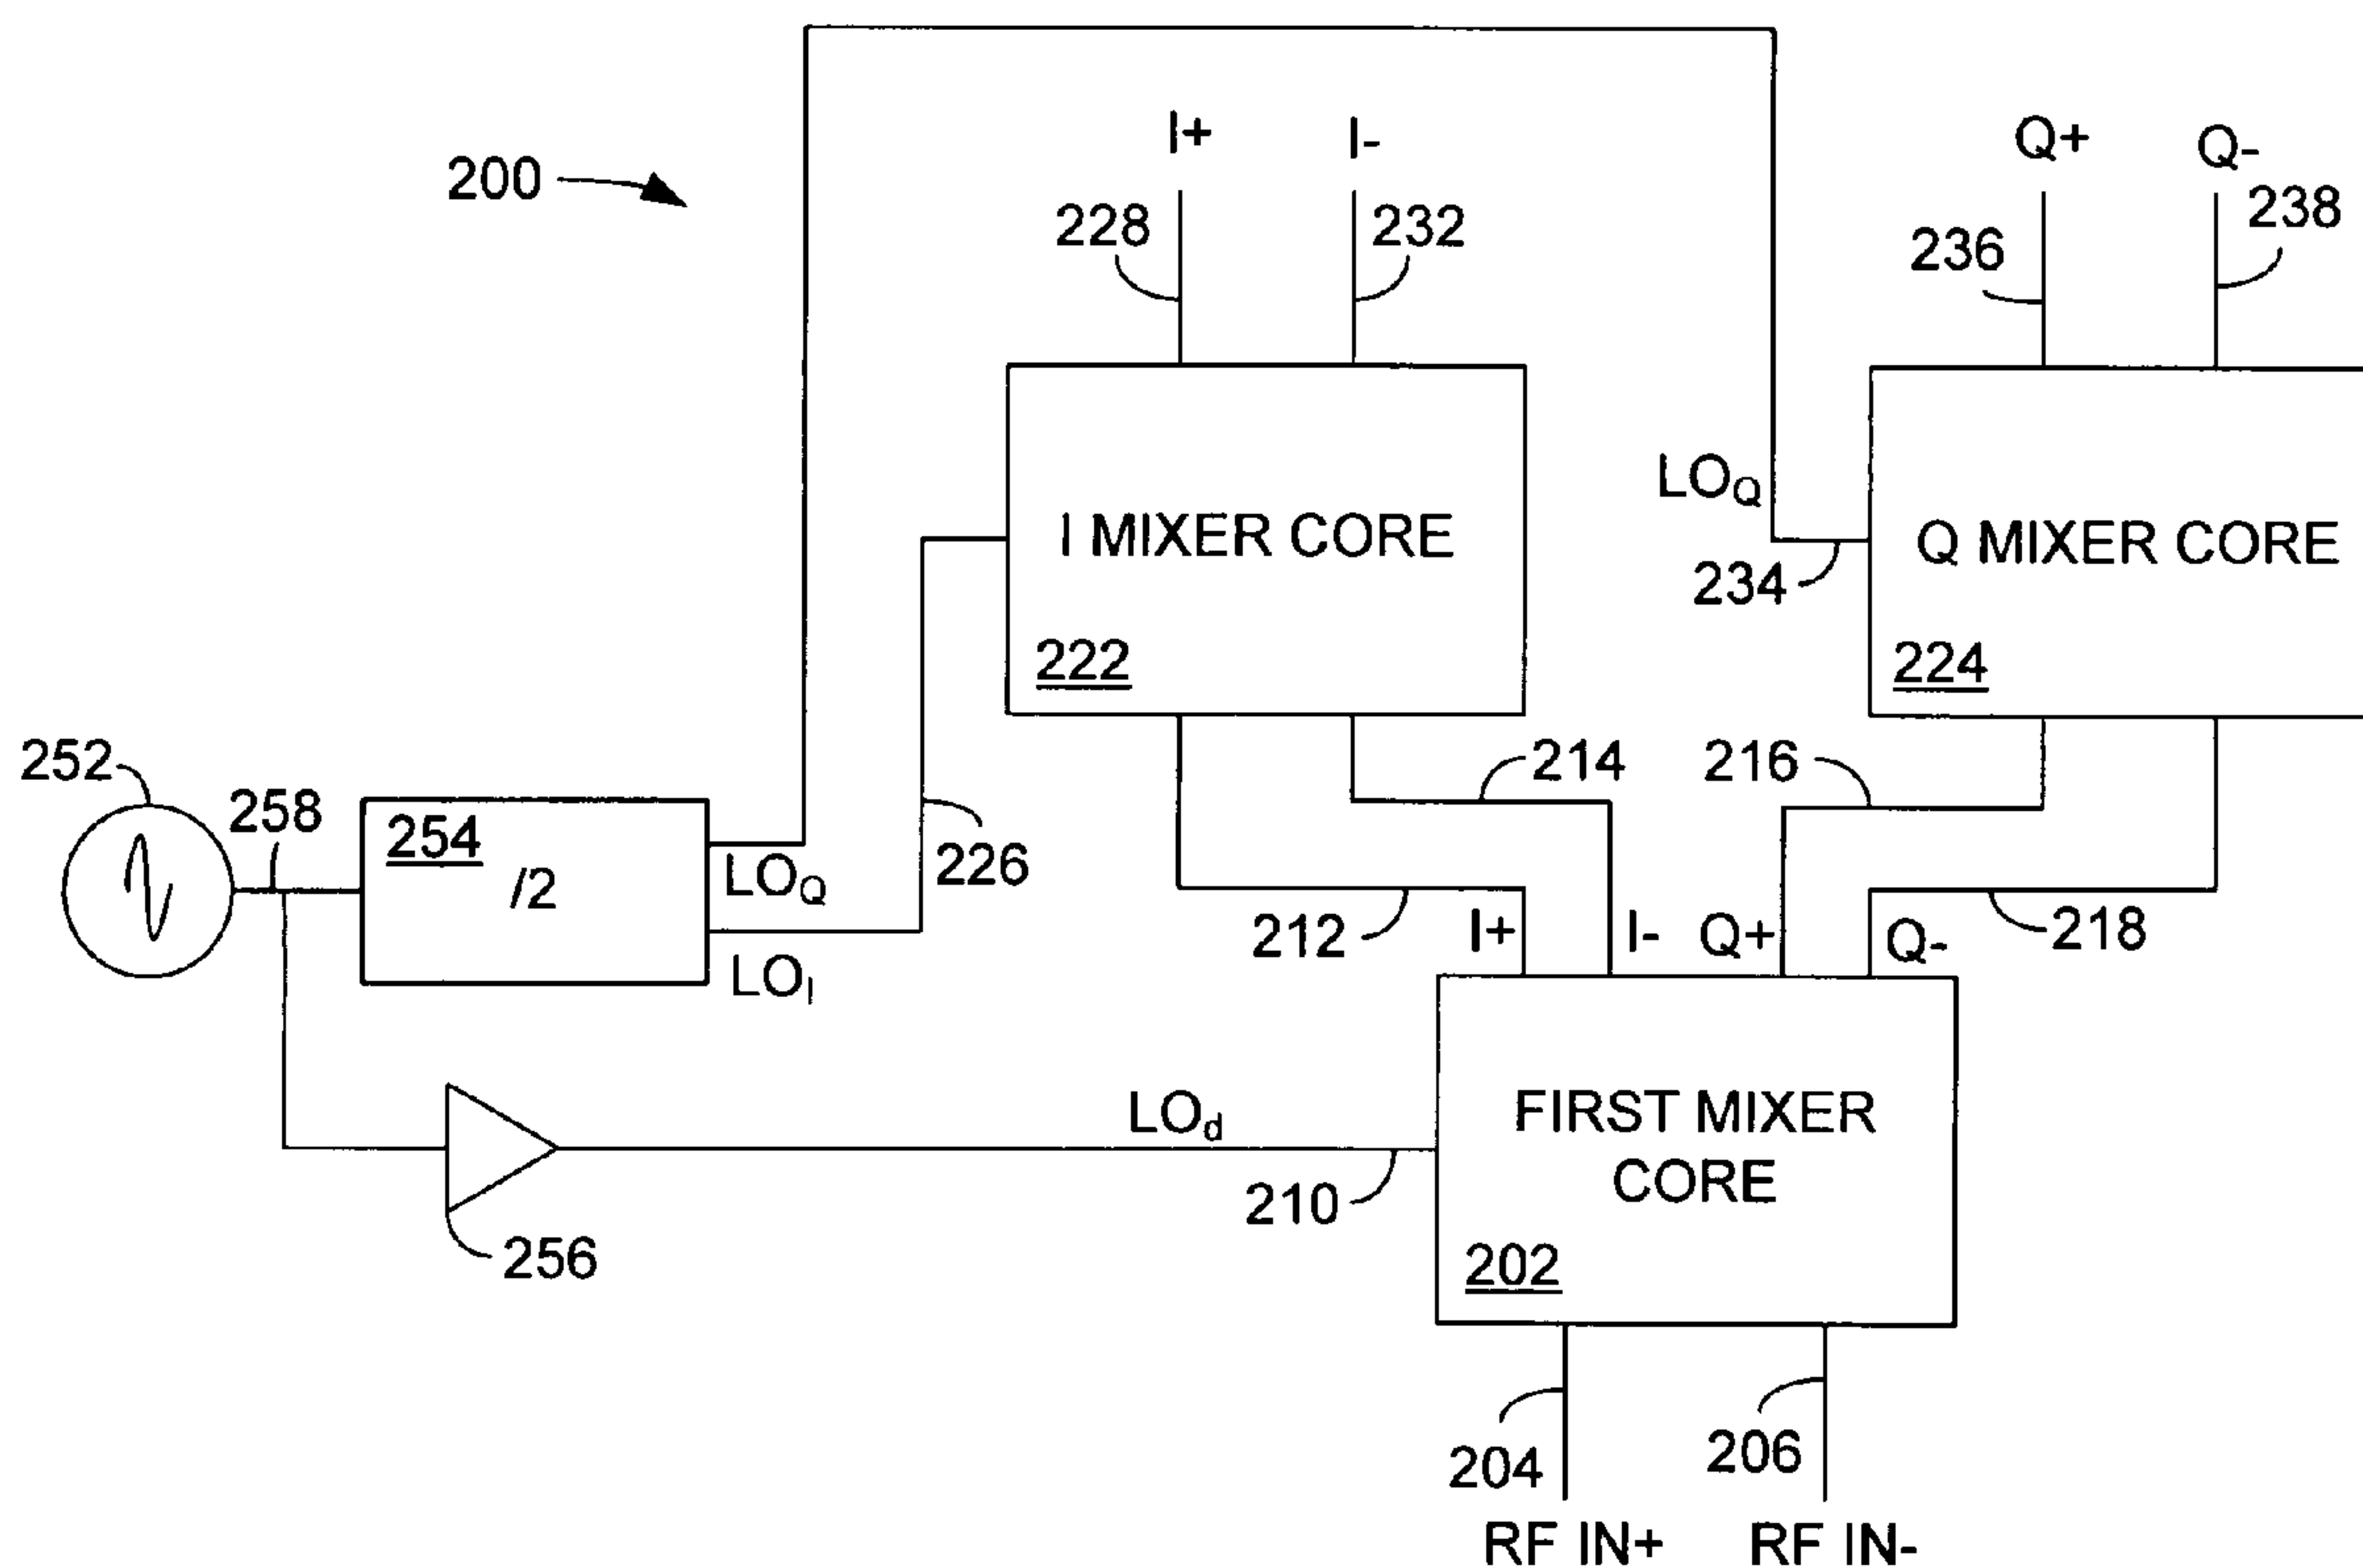 200
I+
I-
Q+
Q-
228
232
236
238
I MIXER CORE
222
LOQ
234
Q MIXER CORE
224
252
258
254
/2
LOQ
LOI
226
214
216
212
218
I+
I-
Q+
Q-
256
LOd
210
FIRST MIXER
CORE
202
204
206
RF IN+
RF IN-